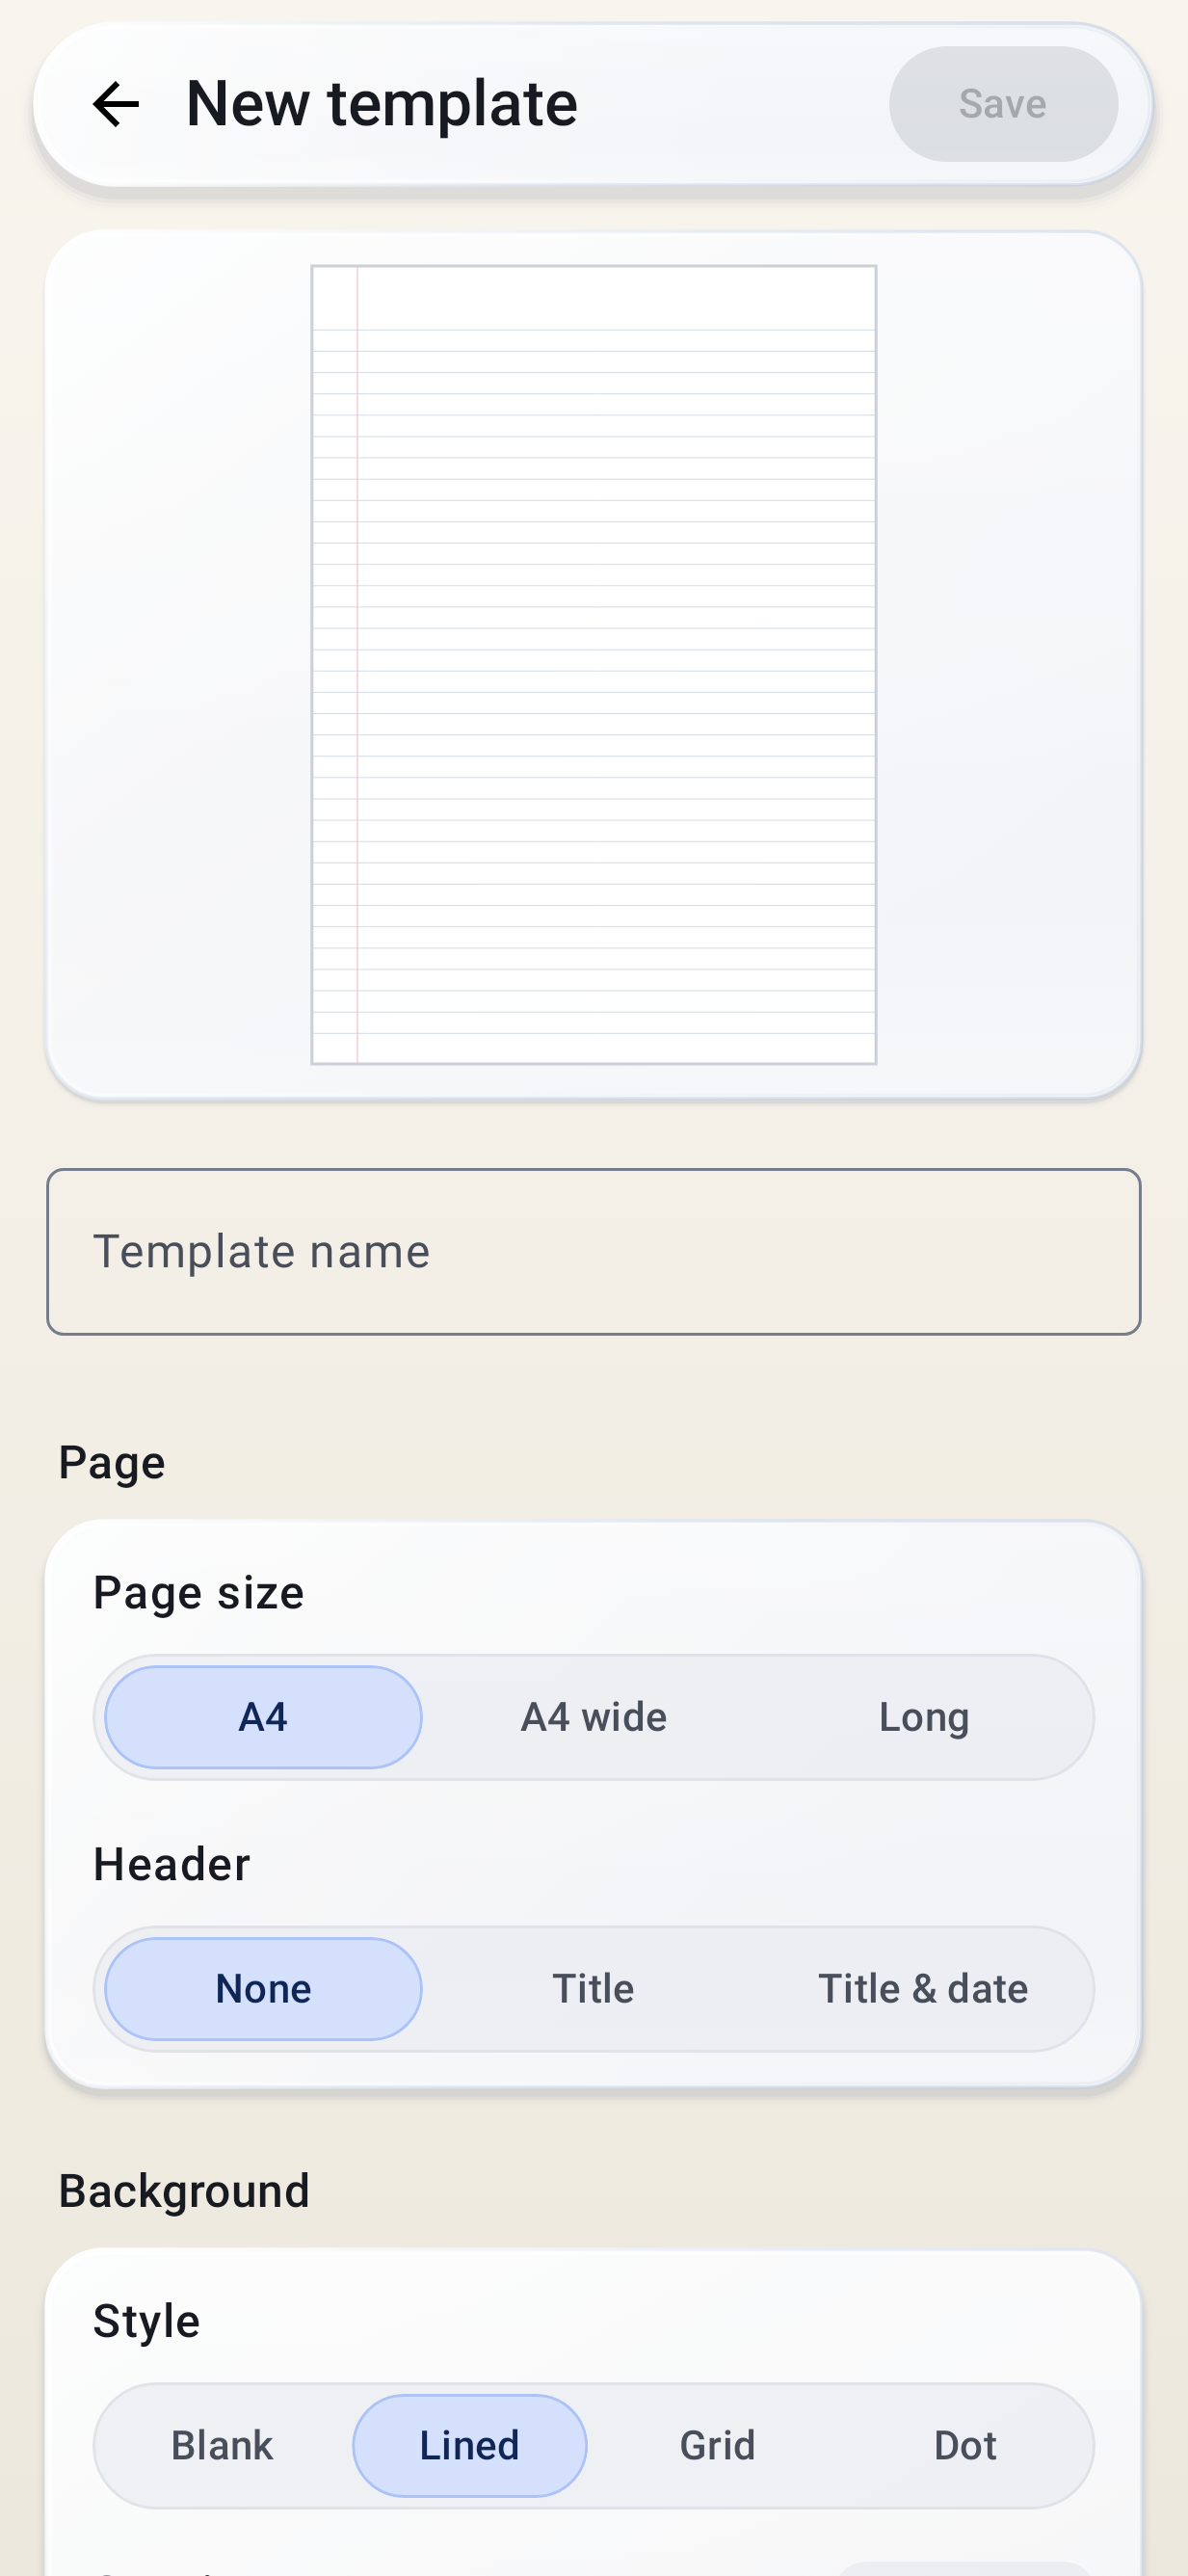 New template
Save
Template name
Page
Page size
A4
A4 wide
Long
Header
None
Title
Title & date
Background
Style
Blank
Lined
Grid
Dot